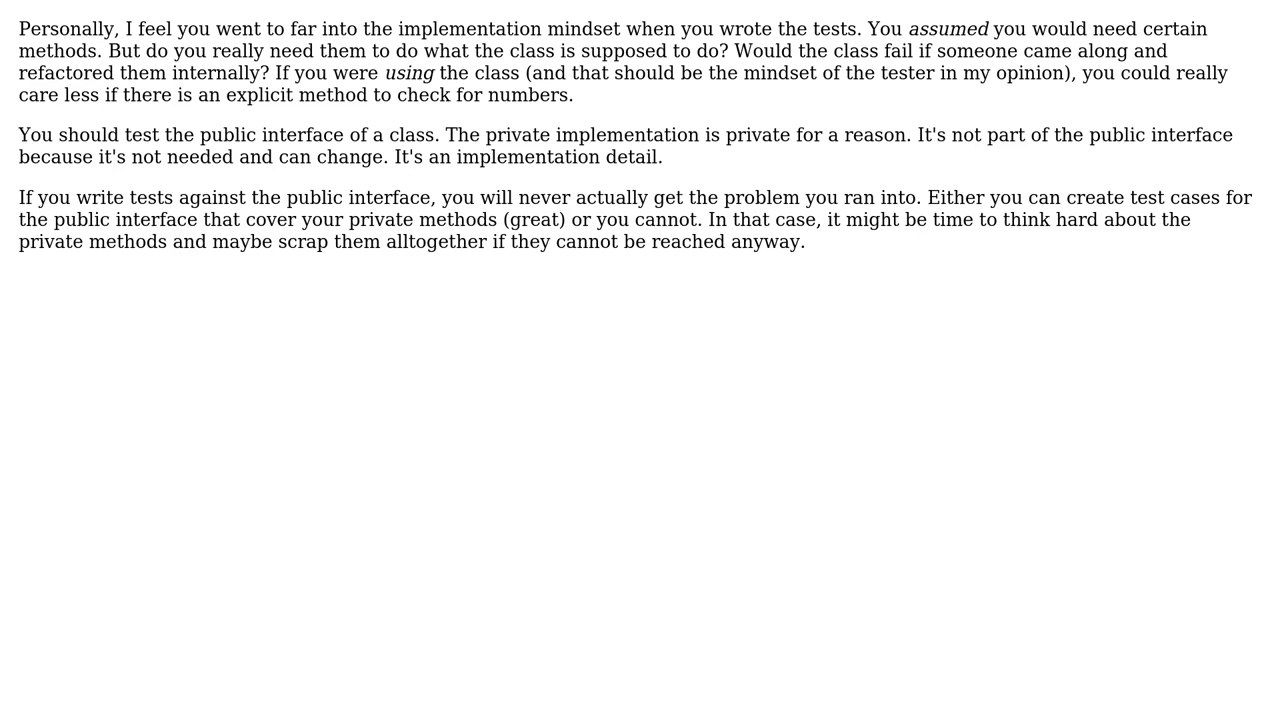 Personally, I feel you went to far into the implementation mindset when you wrote the tests. You assumed you would need certain
methods. But do you really need them to do what the class is supposed to do? Would the class fail if someone came along and
refactored them internally? If you were using the class (and that should be the mindset of the tester in my opinion), you could really
care less if there is an explicit method to check for numbers.
You should test the public interface of a class. The private implementation is private for a reason. It's not part of the public interface
because it's not needed and can change. It's an implementation detail.
If you write tests against the public interface, you will never actually get the problem you ran into. Either you can create test cases for
the public interface that cover your private methods (great) or you cannot. In that case, it might be time to think hard about the
private methods and maybe scrap them alltogether if they cannot be reached anyway.